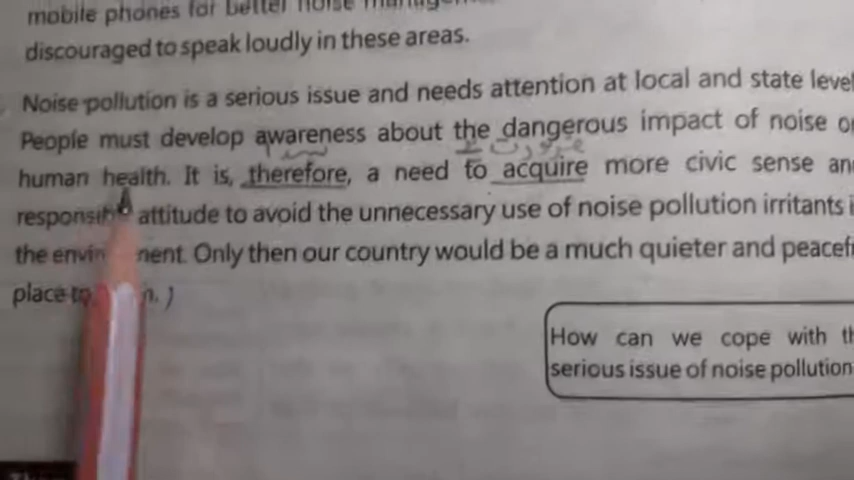 mobile phones for better noise
discouraged to speak loudly in these areas.
Noise pollution is a serious issue and needs attention at local and state level
People must develop awareness about the dangerous impact of noise o
ضرورت
human health. It is, therefore, a need to acquire more civic sense an
attitude to avoid the unnecessary use of noise pollution irritants i
the Only then our country would be a much quieter and peacef
place to
How can we cope with th
serious issue of noise pollution